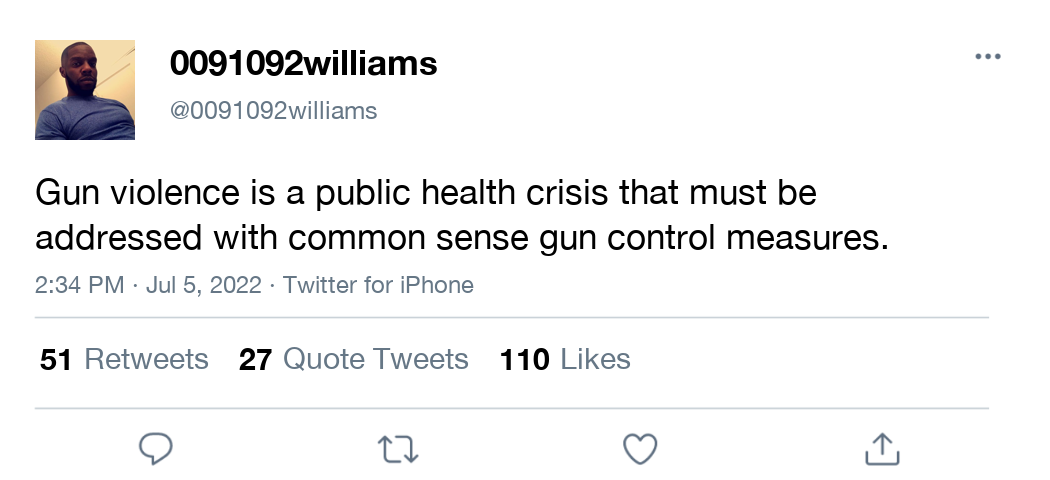 0091092williams
@0091092williams
Gun violence is a public health crisis that must be
addressed with common sense gun control measures.
2:34 PM · Jul 5, 2022 · Twitter for iPhone
51 Retweets 27 Quote Tweets 110 Likes